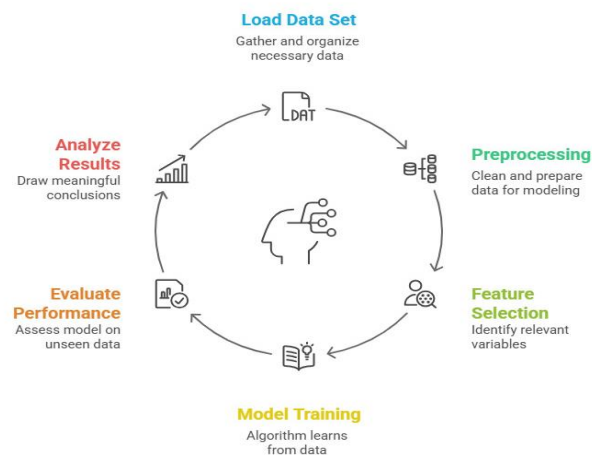 Load Data Set
Gather and organize
necessary data
DAT
Preprocessing
Clean and prepare
data for modeling
Feature
Selection
Identify relevant
variables
Model Training
Algorithm learns
from data
Evaluate
Performance
Assess model on
unseen data
Analyze
Results
Draw meaningful
conclusions